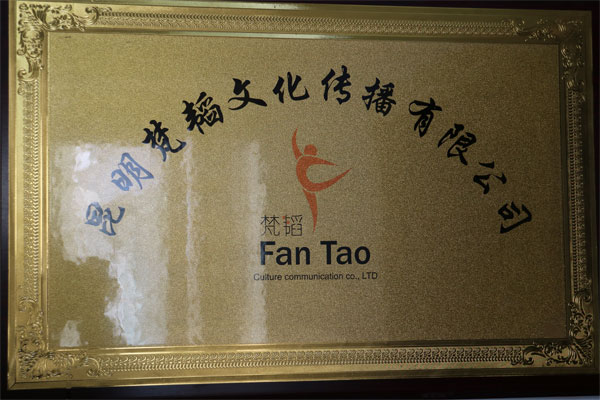 昆明梵韬文化传播有限公司
梵韬
Fan Tao
Culture communication co., LTD